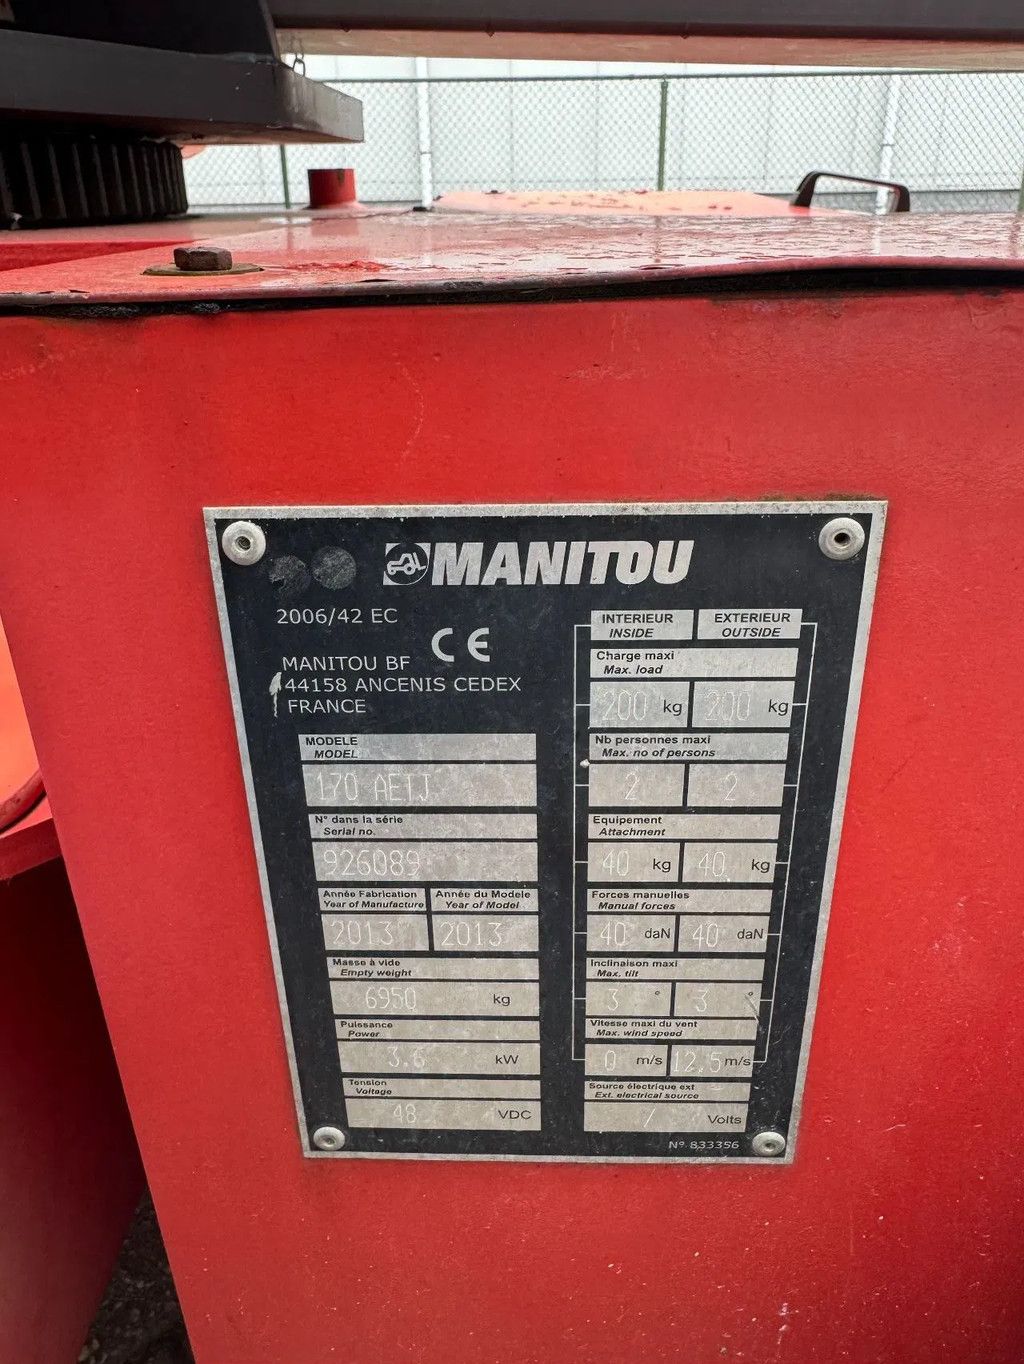 MANITOU
2006/42 EC
CE
MANITOU BF
44158 ANCENIS CEDEX
FRANCE
MODELE
MODEL
170 AETJ
N° dans la série
Serial no.
926089
Année Fabrication Année du Modele
Year of Manufacture Year of Model
2013 2013
Masse à vide
Empty weight
6950 kg
Puissance
Power
3.6 kW
Tension
Voltage
48 VDC
INTERIEUR EXTERIEUR
INSIDE OUTSIDE
Charge maxi
Max. load
200 kg 200 kg
Nb personnes maxi
Max. no of persons
2 2
Equipement
Attachment
40 kg 40 kg
Forces manuelles
Manual forces
40 daN 40 daN
Inclinaison maxi
Max. tilt
3 ° 3 °
Vitesse maxi du vent
Max. wind speed
0 m/s 12.5 m/s
Source électrique ext
Ext. electrical source
/ Volts
N° 833356